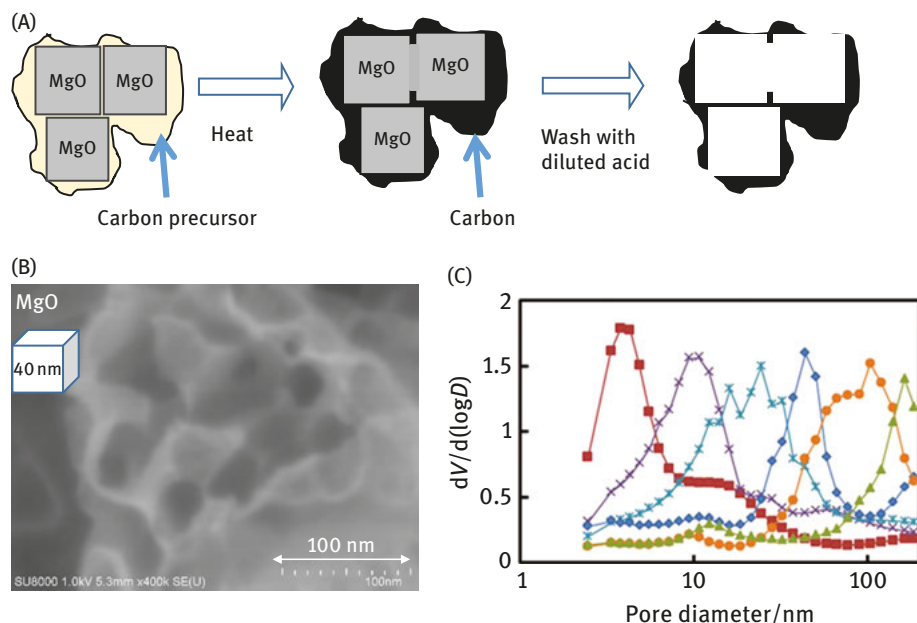 (A)
MgO
MgO
MgO
Heat
Carbon precursor
MgO
MgO
MgO
Carbon
Wash with
diluted acid
(B)
MgO
40 nm
100 nm
SU8000 1.0kV 5.3mm x400k SE(U)
100nm
(C)
dV/d(logD)
2
1.5
1
0.5
0
1
10
100
Pore diameter/nm